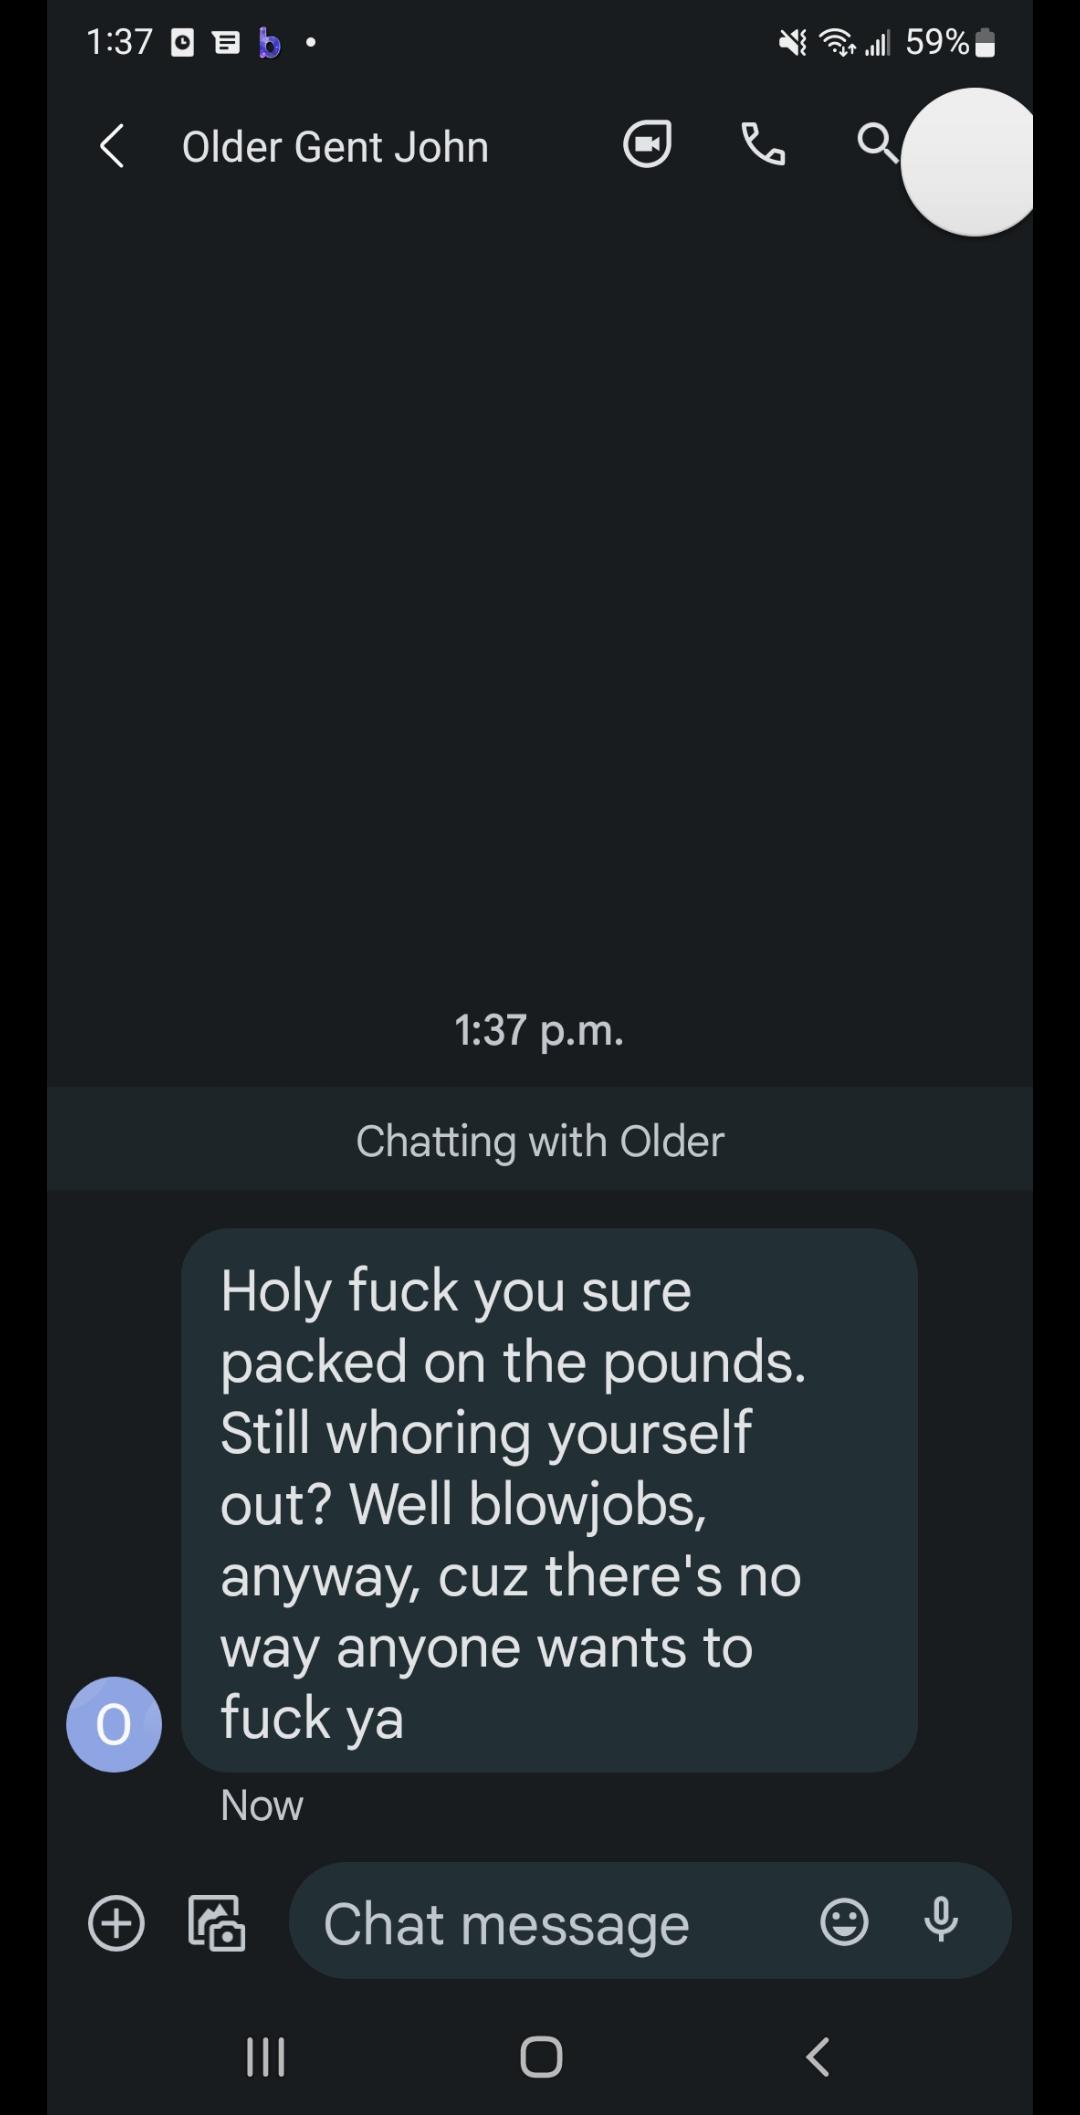 1:37 59%
Older Gent John
1:37 p.m.
Chatting with Older
Holy fuck you sure
packed on the pounds.
Still whoring yourself
out? Well blowjobs,
anyway, cuz there's no
way anyone wants to
fuck ya
O
Now
Chat message